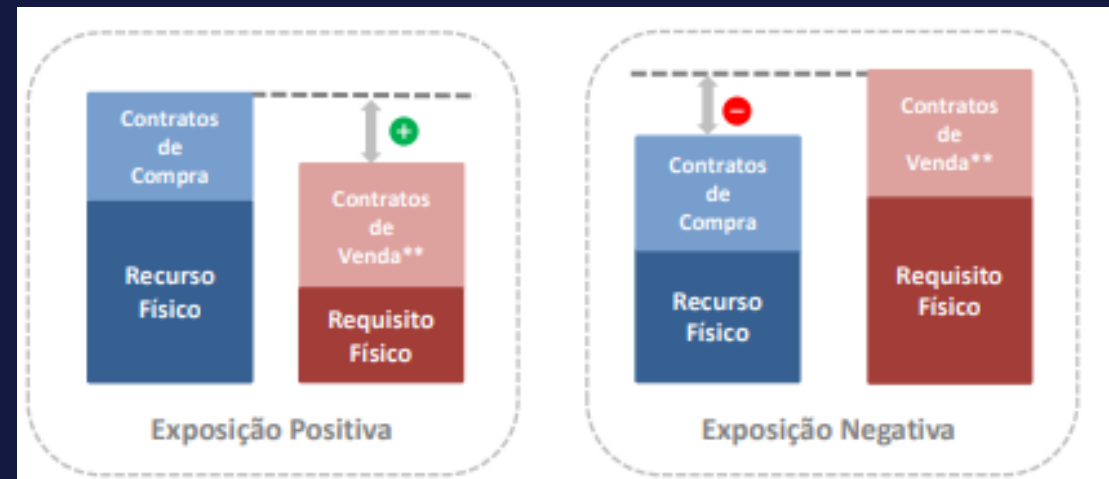 Contratos
de
Compra
Recurso
Físico
+
Contratos
de
Venda**
Requisito
Físico
Exposição Positiva
Contratos
de
Compra
Recurso
Físico
−
Contratos
de
Venda**
Requisito
Físico
Exposição Negativa